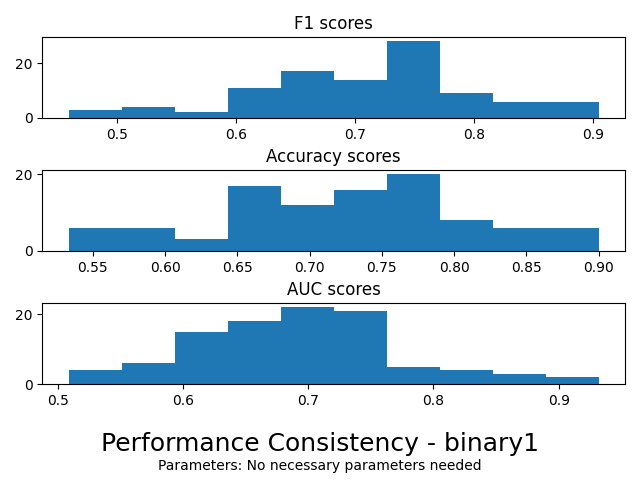 F1 scores
20
0
0.5 0.6 0.7 0.8 0.9
Accuracy scores
20
0
0.55 0.60 0.65 0.70 0.75 0.80 0.85 0.90
AUC scores
20
0
0.5 0.6 0.7 0.8 0.9
Performance Consistency - binary1
Parameters: No necessary parameters needed